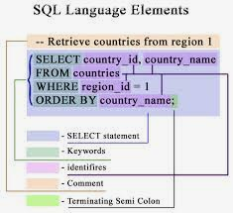 SQL Language Elements
-- Retrieve countries from region 1
SELECT country_id, country_name
FROM countries
WHERE region_id = 1
ORDER BY country_name;
- SELECT statement
- Keywords
- identifires
- Comment
- Terminating Semi Colon